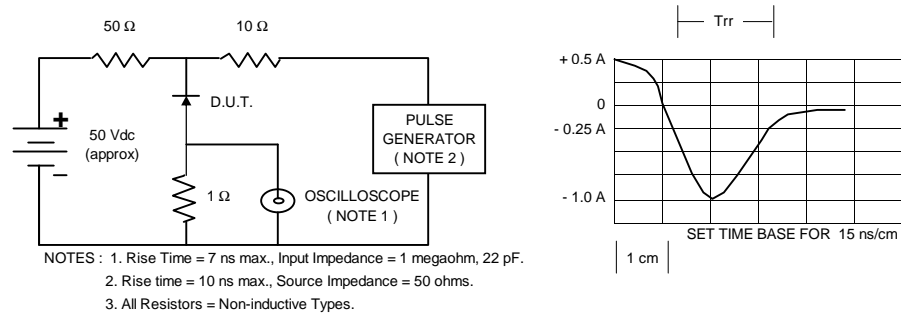 50 Ω
10 Ω
D.U.T.
+
50 Vdc
(approx)
−
1 Ω
OSCILLOSCOPE
( NOTE 1 )
PULSE
GENERATOR
( NOTE 2 )
NOTES : 1. Rise Time = 7 ns max., Input Impedance = 1 megaohm, 22 pF.
2. Rise time = 10 ns max., Source Impedance = 50 ohms.
3. All Resistors = Non-inductive Types.
Trr
+ 0.5 A
0
- 0.25 A
- 1.0 A
SET TIME BASE FOR 15 ns/cm
1 cm